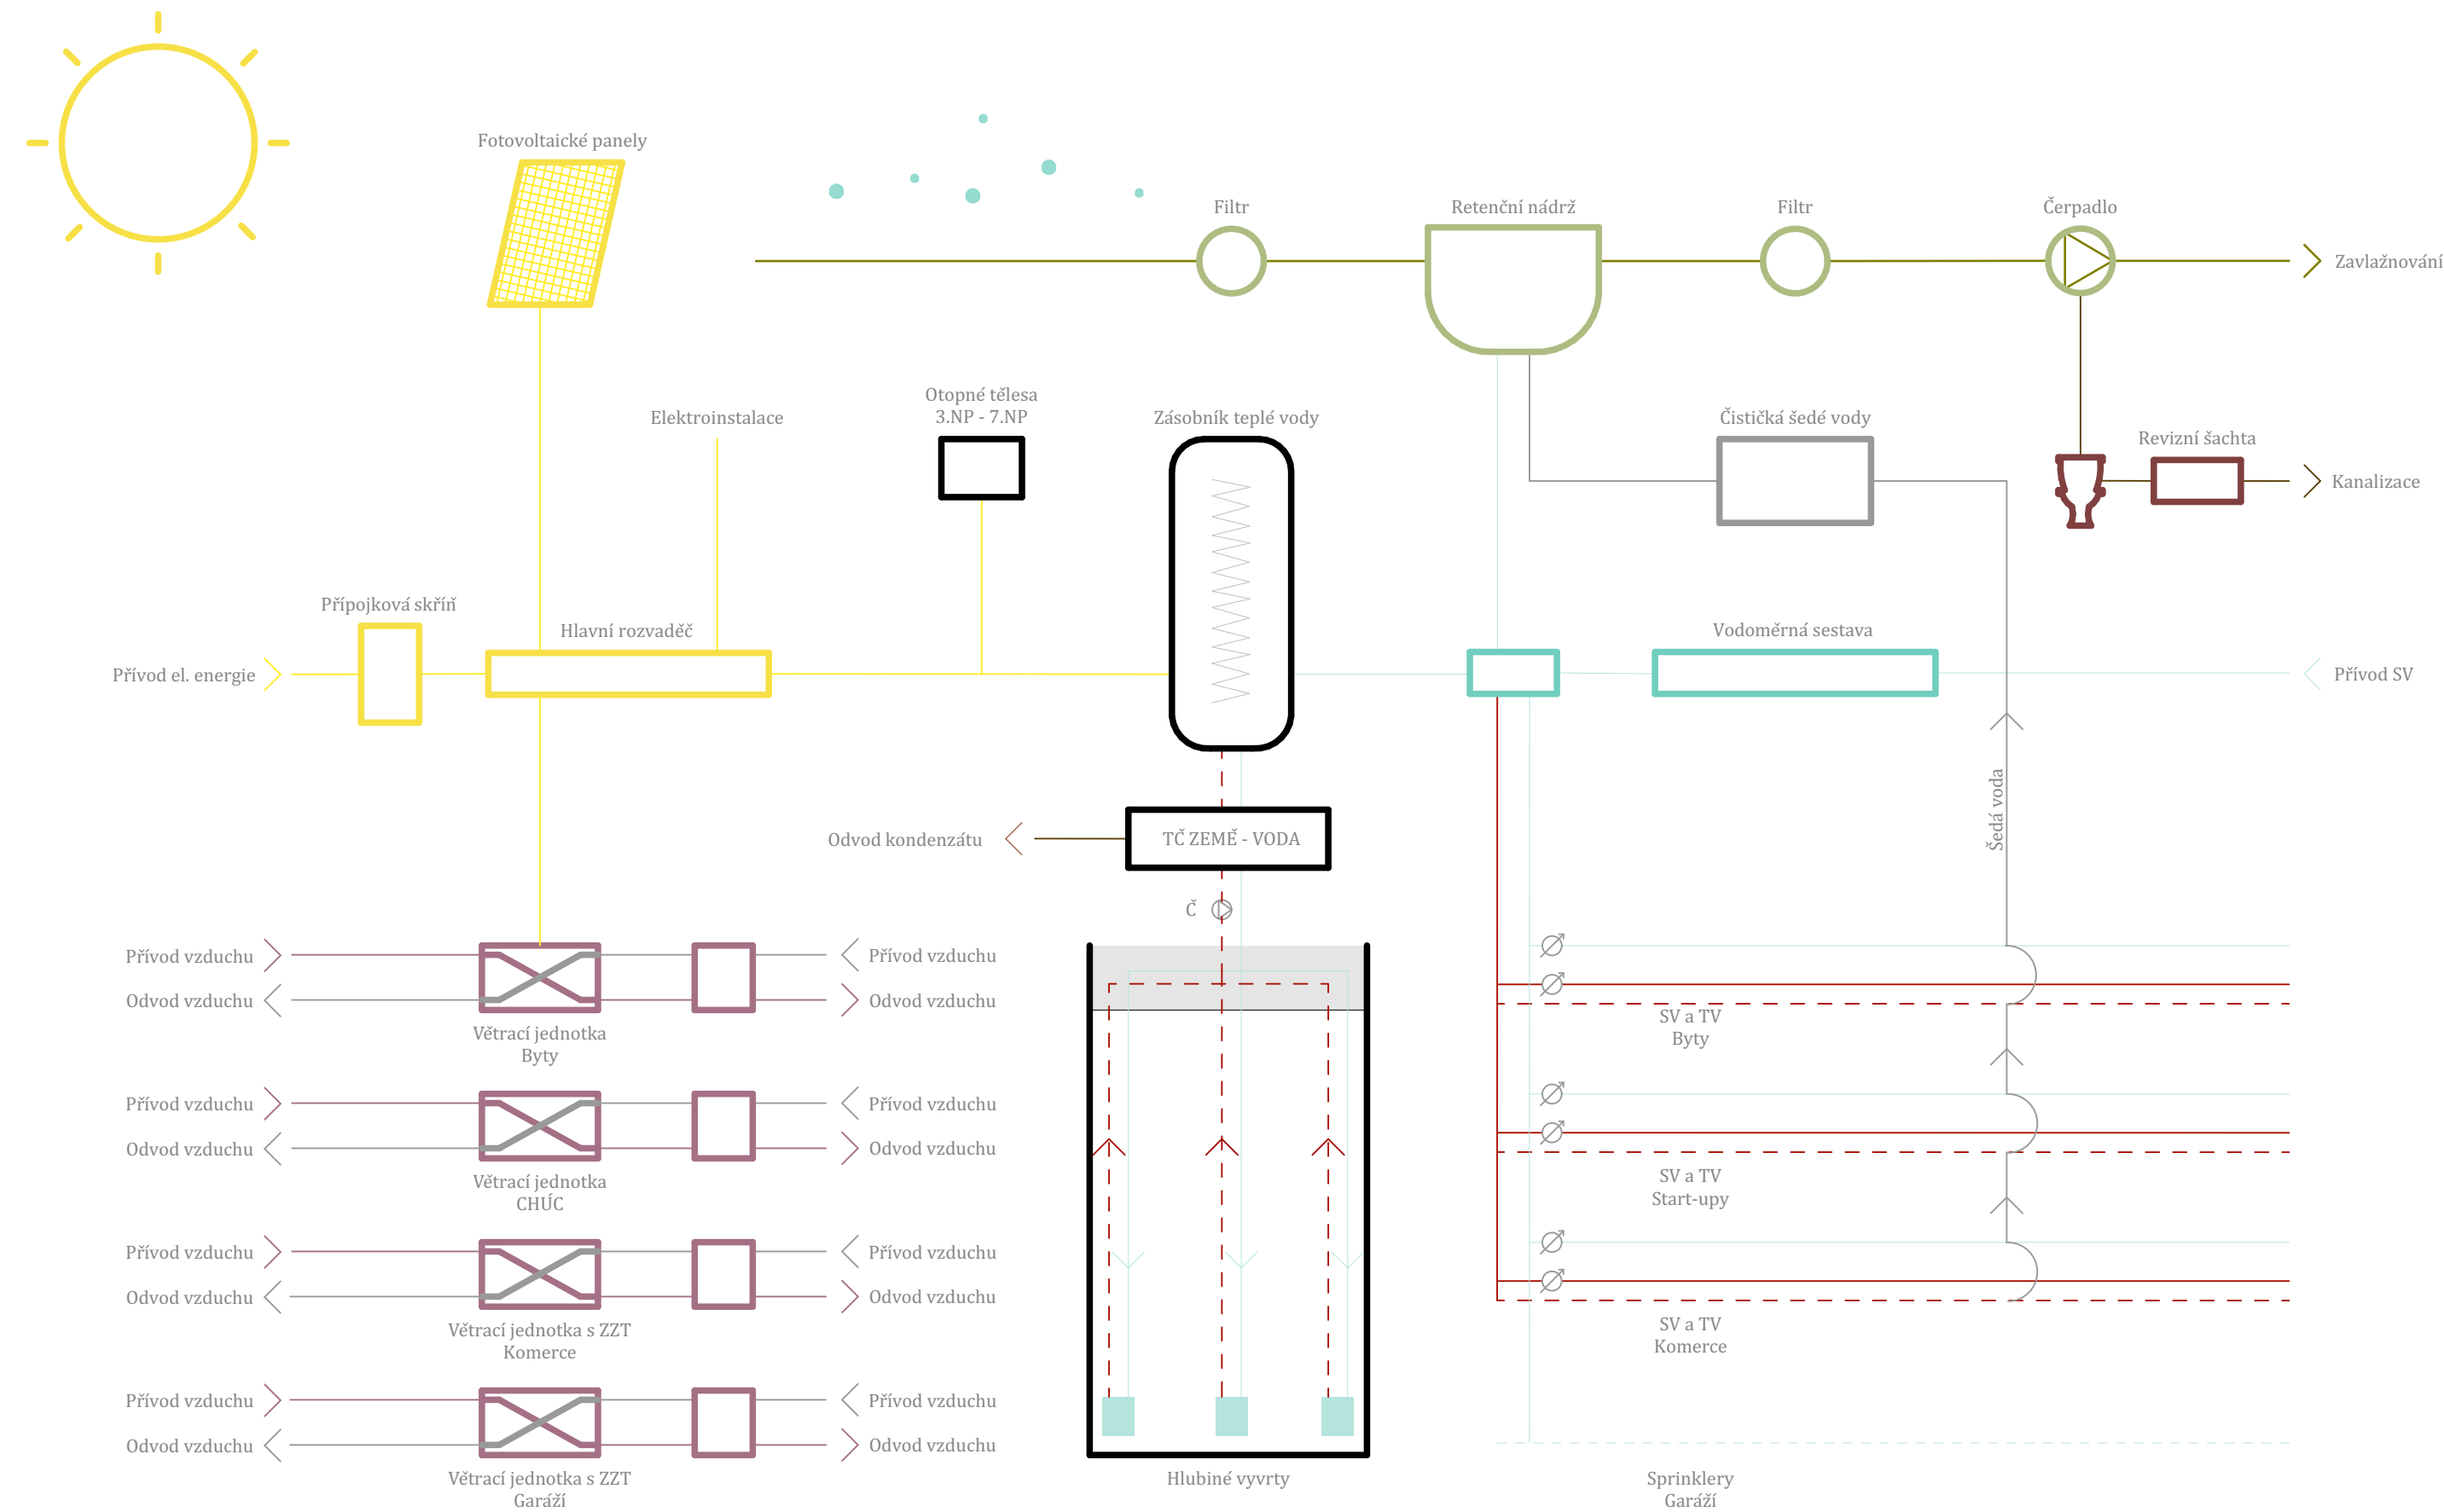 Fotovoltaické panely
Filtr
Retenční nádrž
Filtr
Čerpadlo
Zavlažnování
Otopné tělesa
3.NP - 7.NP
Elektroinstalace
Zásobník teplé vody
Čističká šedé vody
Revizní šachta
Kanalizace
Přípojková skříň
Hlavní rozvaděč
Vodoměrná sestava
Přívod el. energie
Přívod SV
Šedá voda
Odvod kondenzátu
TČ ZEMĚ - VODA
Č
Přívod vzduchu
Přívod vzduchu
Odvod vzduchu
Odvod vzduchu
Větrací jednotka
Byty
SV a TV
Byty
Přívod vzduchu
Přívod vzduchu
Odvod vzduchu
Odvod vzduchu
Větrací jednotka
CHÚC
SV a TV
Start-upy
Přívod vzduchu
Přívod vzduchu
Odvod vzduchu
Odvod vzduchu
Větrací jednotka s ZZT
Komerce
SV a TV
Komerce
Přívod vzduchu
Přívod vzduchu
Odvod vzduchu
Odvod vzduchu
Větrací jednotka s ZZT
Garáží
Hlubiné vyvrty
Sprinklery
Garáží